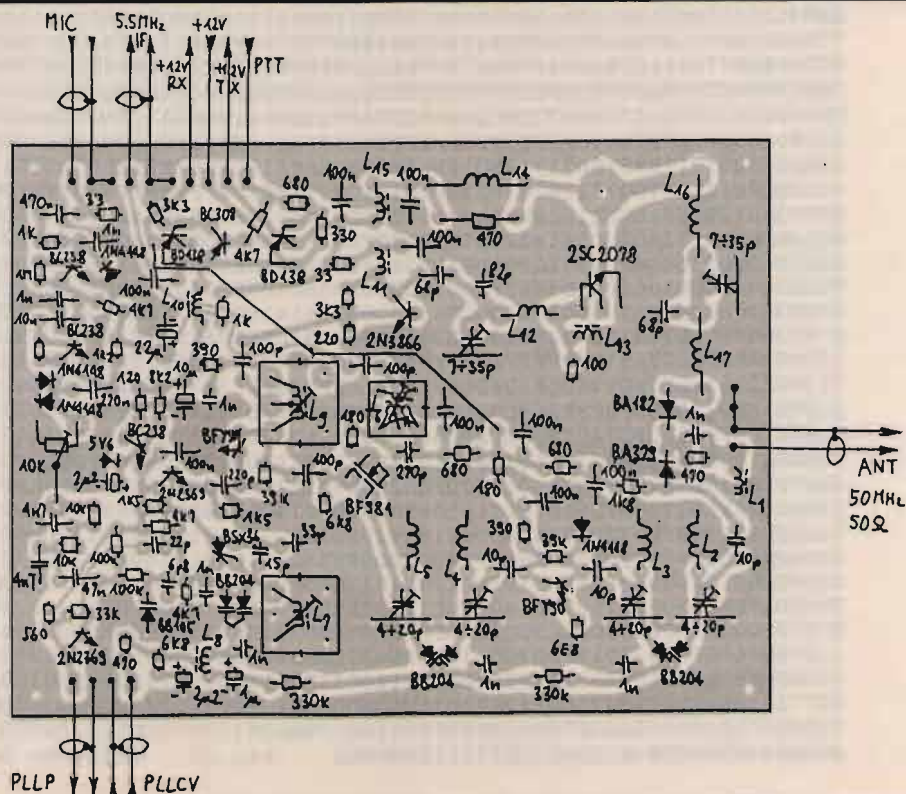 MIC 5.5MHz IF +12V RX +12V +12V TX PTT
470n 33 3K3 BC308 680 100n L15 100n L14 L16
1K 1n BD138 4K7 BD138 330 100n 470 2SC2078 7÷35p
BC238 1N4148 100n 33 L11 68p 82p
1n 4K7 L10 1K 3K3 L12 L13 68p
10n BC238 22µ 390 100p 220 2N3866 7÷35p 100 L17
1N4148 120 8K2 10µ 1n L9 100p BA182
1N4148 220n BC238 180 100n 100n 1n
10K 5V6 100n 220p 100p 270p 680 180 680 BA379 470 L1 ANT
2µ2 2N2369 39K BF981 100n 100n 1K8 50MHz
4K7 10K 1K5 4K7 1K5 6K8 390 39K 1N4148 50Ω
10K 100K 22p BSX36 15p 33p L5 L4 10p L3 L2 10p
4n7 47n 100K 6p8 1n BB204 L7 BFY90 10p
560 33K BB105 4K7 4÷20p 4÷20p 4÷20p 4÷20p
2N2369 470 6K8 L8 1n 6E8
2µ2 1µ 330K BB204 1n 330K 1n BB204
PLLP PLLCV